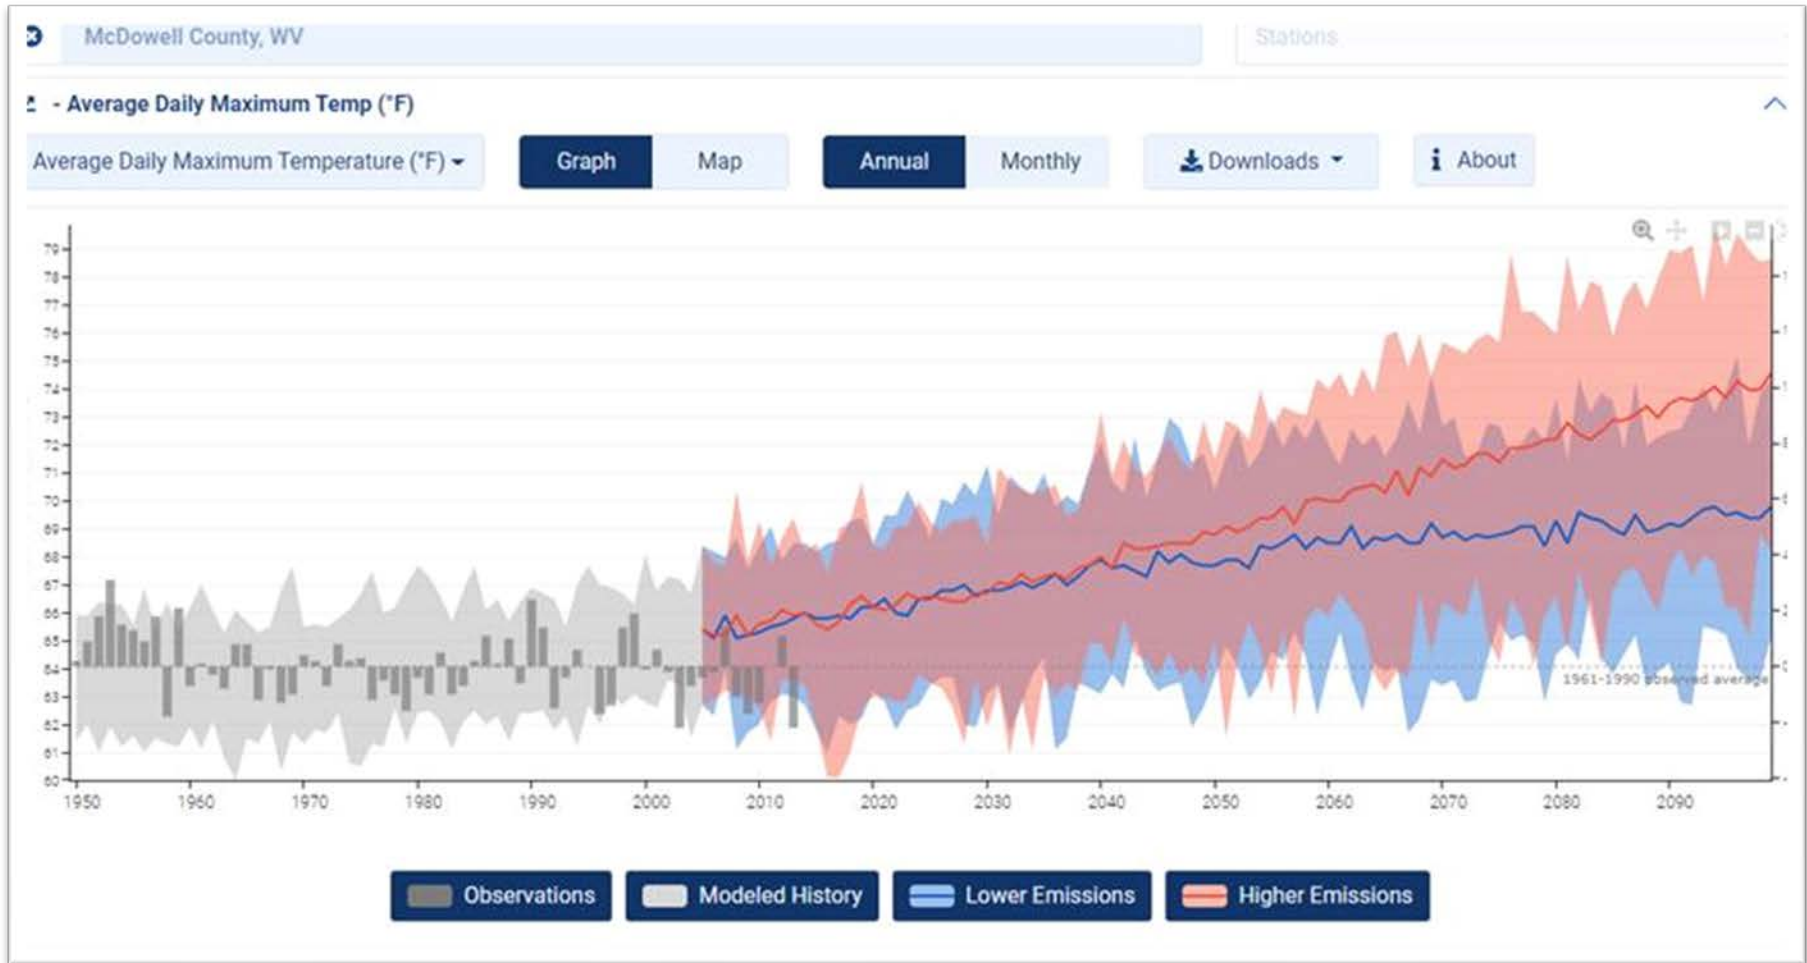 McDowell County, WV
Stations
- Average Daily Maximum Temp (°F)
Average Daily Maximum Temperature (°F)
Graph
Map
Annual
Monthly
Downloads
About
79
78
77
76
75
74
73
72
71
70
69
68
67
66
65
64
63
62
61
60
1961-1990 observed average
1950 1960 1970 1980 1990 2000 2010 2020 2030 2040 2050 2060 2070 2080 2090
Observations
Modeled History
Lower Emissions
Higher Emissions